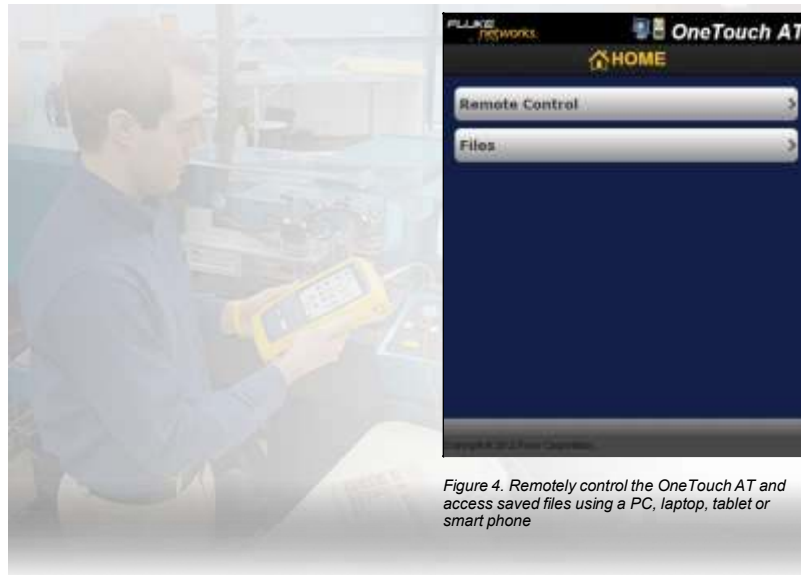 FLUKE networks. OneTouch AT
HOME
Remote Control
Files
Figure 4. Remotely control the OneTouch AT and
access saved files using a PC, laptop, tablet or
smart phone